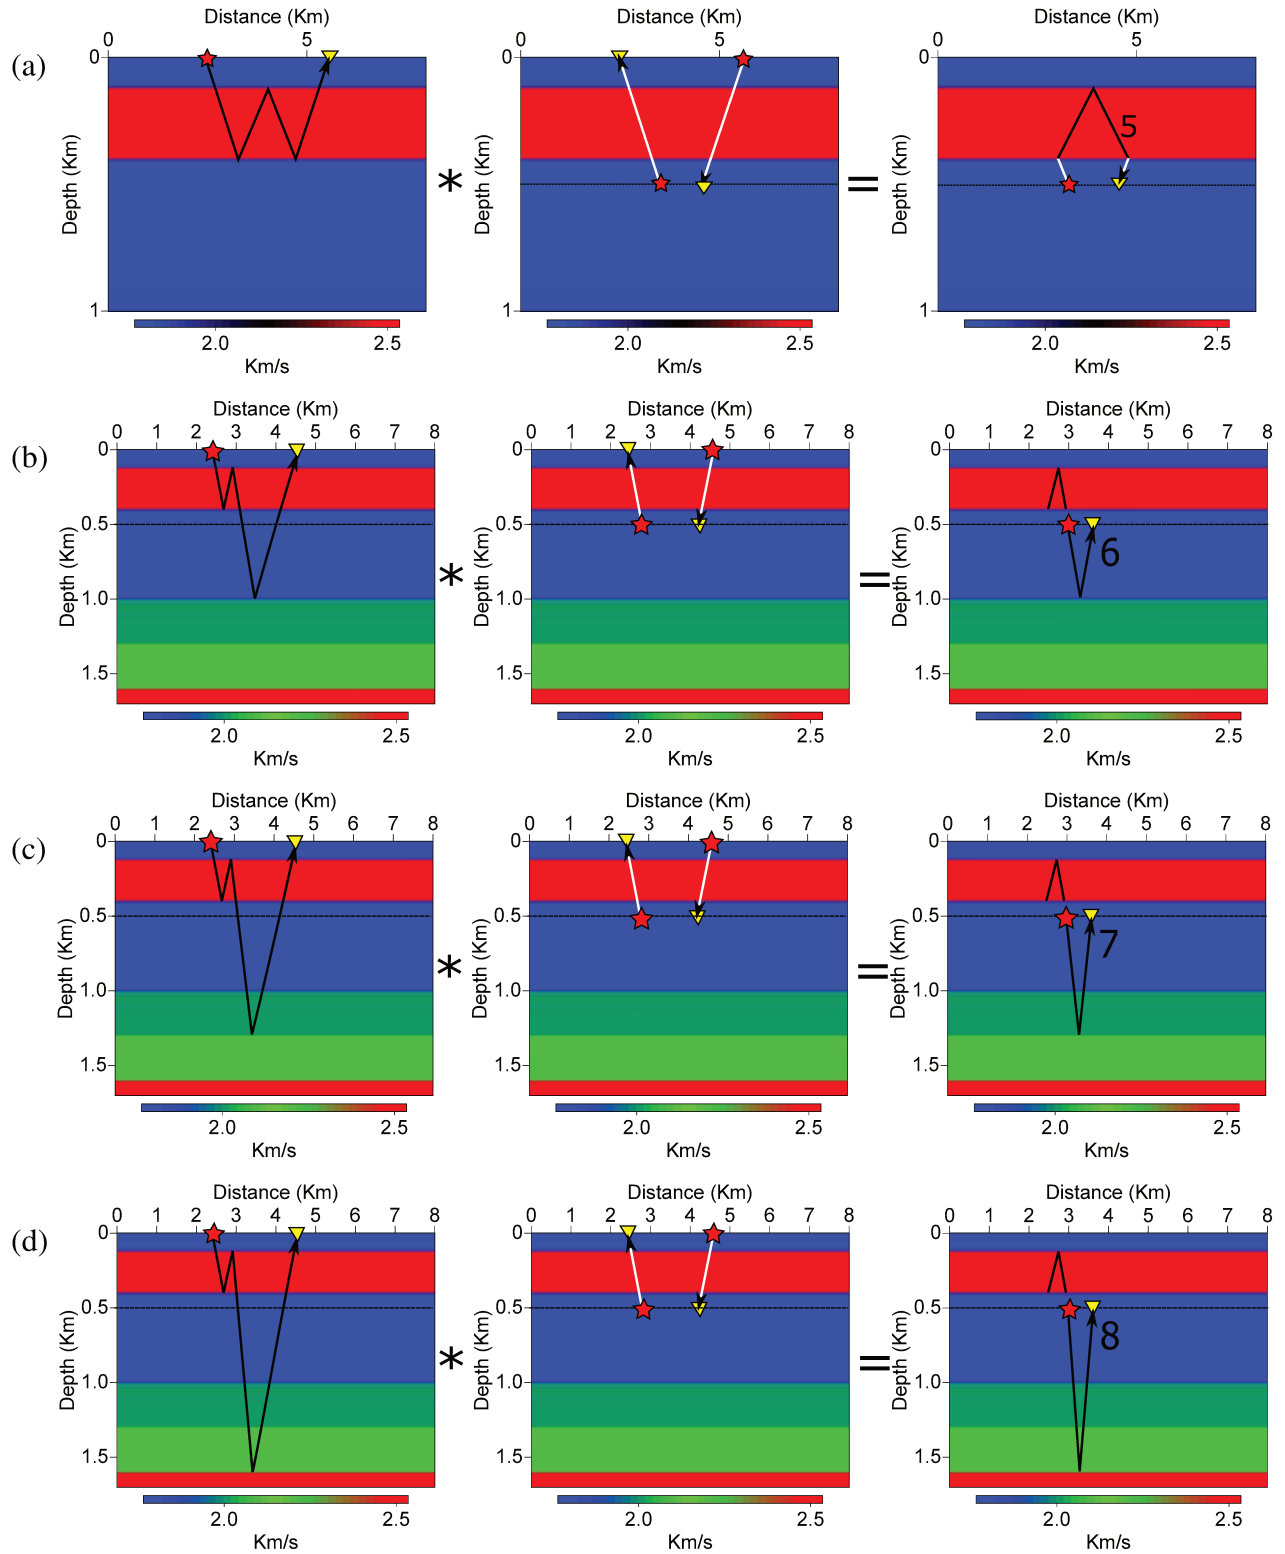 Distance (Km) Distance (Km) Distance (Km)
0 5 5 0 5
(a) 0 0 0
Depth (Km) Depth (Km) Depth (Km)
5
* =
1 1 1
2.0 2.5 2.0 2.5 2.0 2.5
Km/s Km/s Km/s
Distance (Km) Distance (Km) Distance (Km)
0 1 2 3 4 5 6 7 8 0 1 2 3 4 5 6 7 8 0 1 2 3 4 5 6 7 8
(b) 0 0 0
0.5 0.5 0.5
6
Depth (Km) * Depth (Km) = Depth (Km)
1.0 1.0 1.0
1.5 1.5 1.5
2.0 2.5 2.0 2.5 2.0 2.5
Km/s Km/s Km/s
Distance (Km) Distance (Km) Distance (Km)
0 1 2 3 4 5 6 7 8 0 1 2 3 4 5 6 7 8 0 1 2 3 4 5 6 7 8
(c) 0 0 0
0.5 0.5 0.5
7
Depth (Km) * Depth (Km) = Depth (Km)
1.0 1.0 1.0
1.5 1.5 1.5
2.0 2.5 2.0 2.5 2.0 2.5
Km/s Km/s Km/s
Distance (Km) Distance (Km) Distance (Km)
0 1 2 3 4 5 6 7 8 0 1 2 3 4 5 6 7 8 0 1 2 3 4 5 6 7 8
(d) 0 0 0
0.5 0.5 0.5
8
Depth (Km) * Depth (Km) = Depth (Km)
1.0 1.0 1.0
1.5 1.5 1.5
2.0 2.5 2.0 2.5 2.0 2.5
Km/s Km/s Km/s